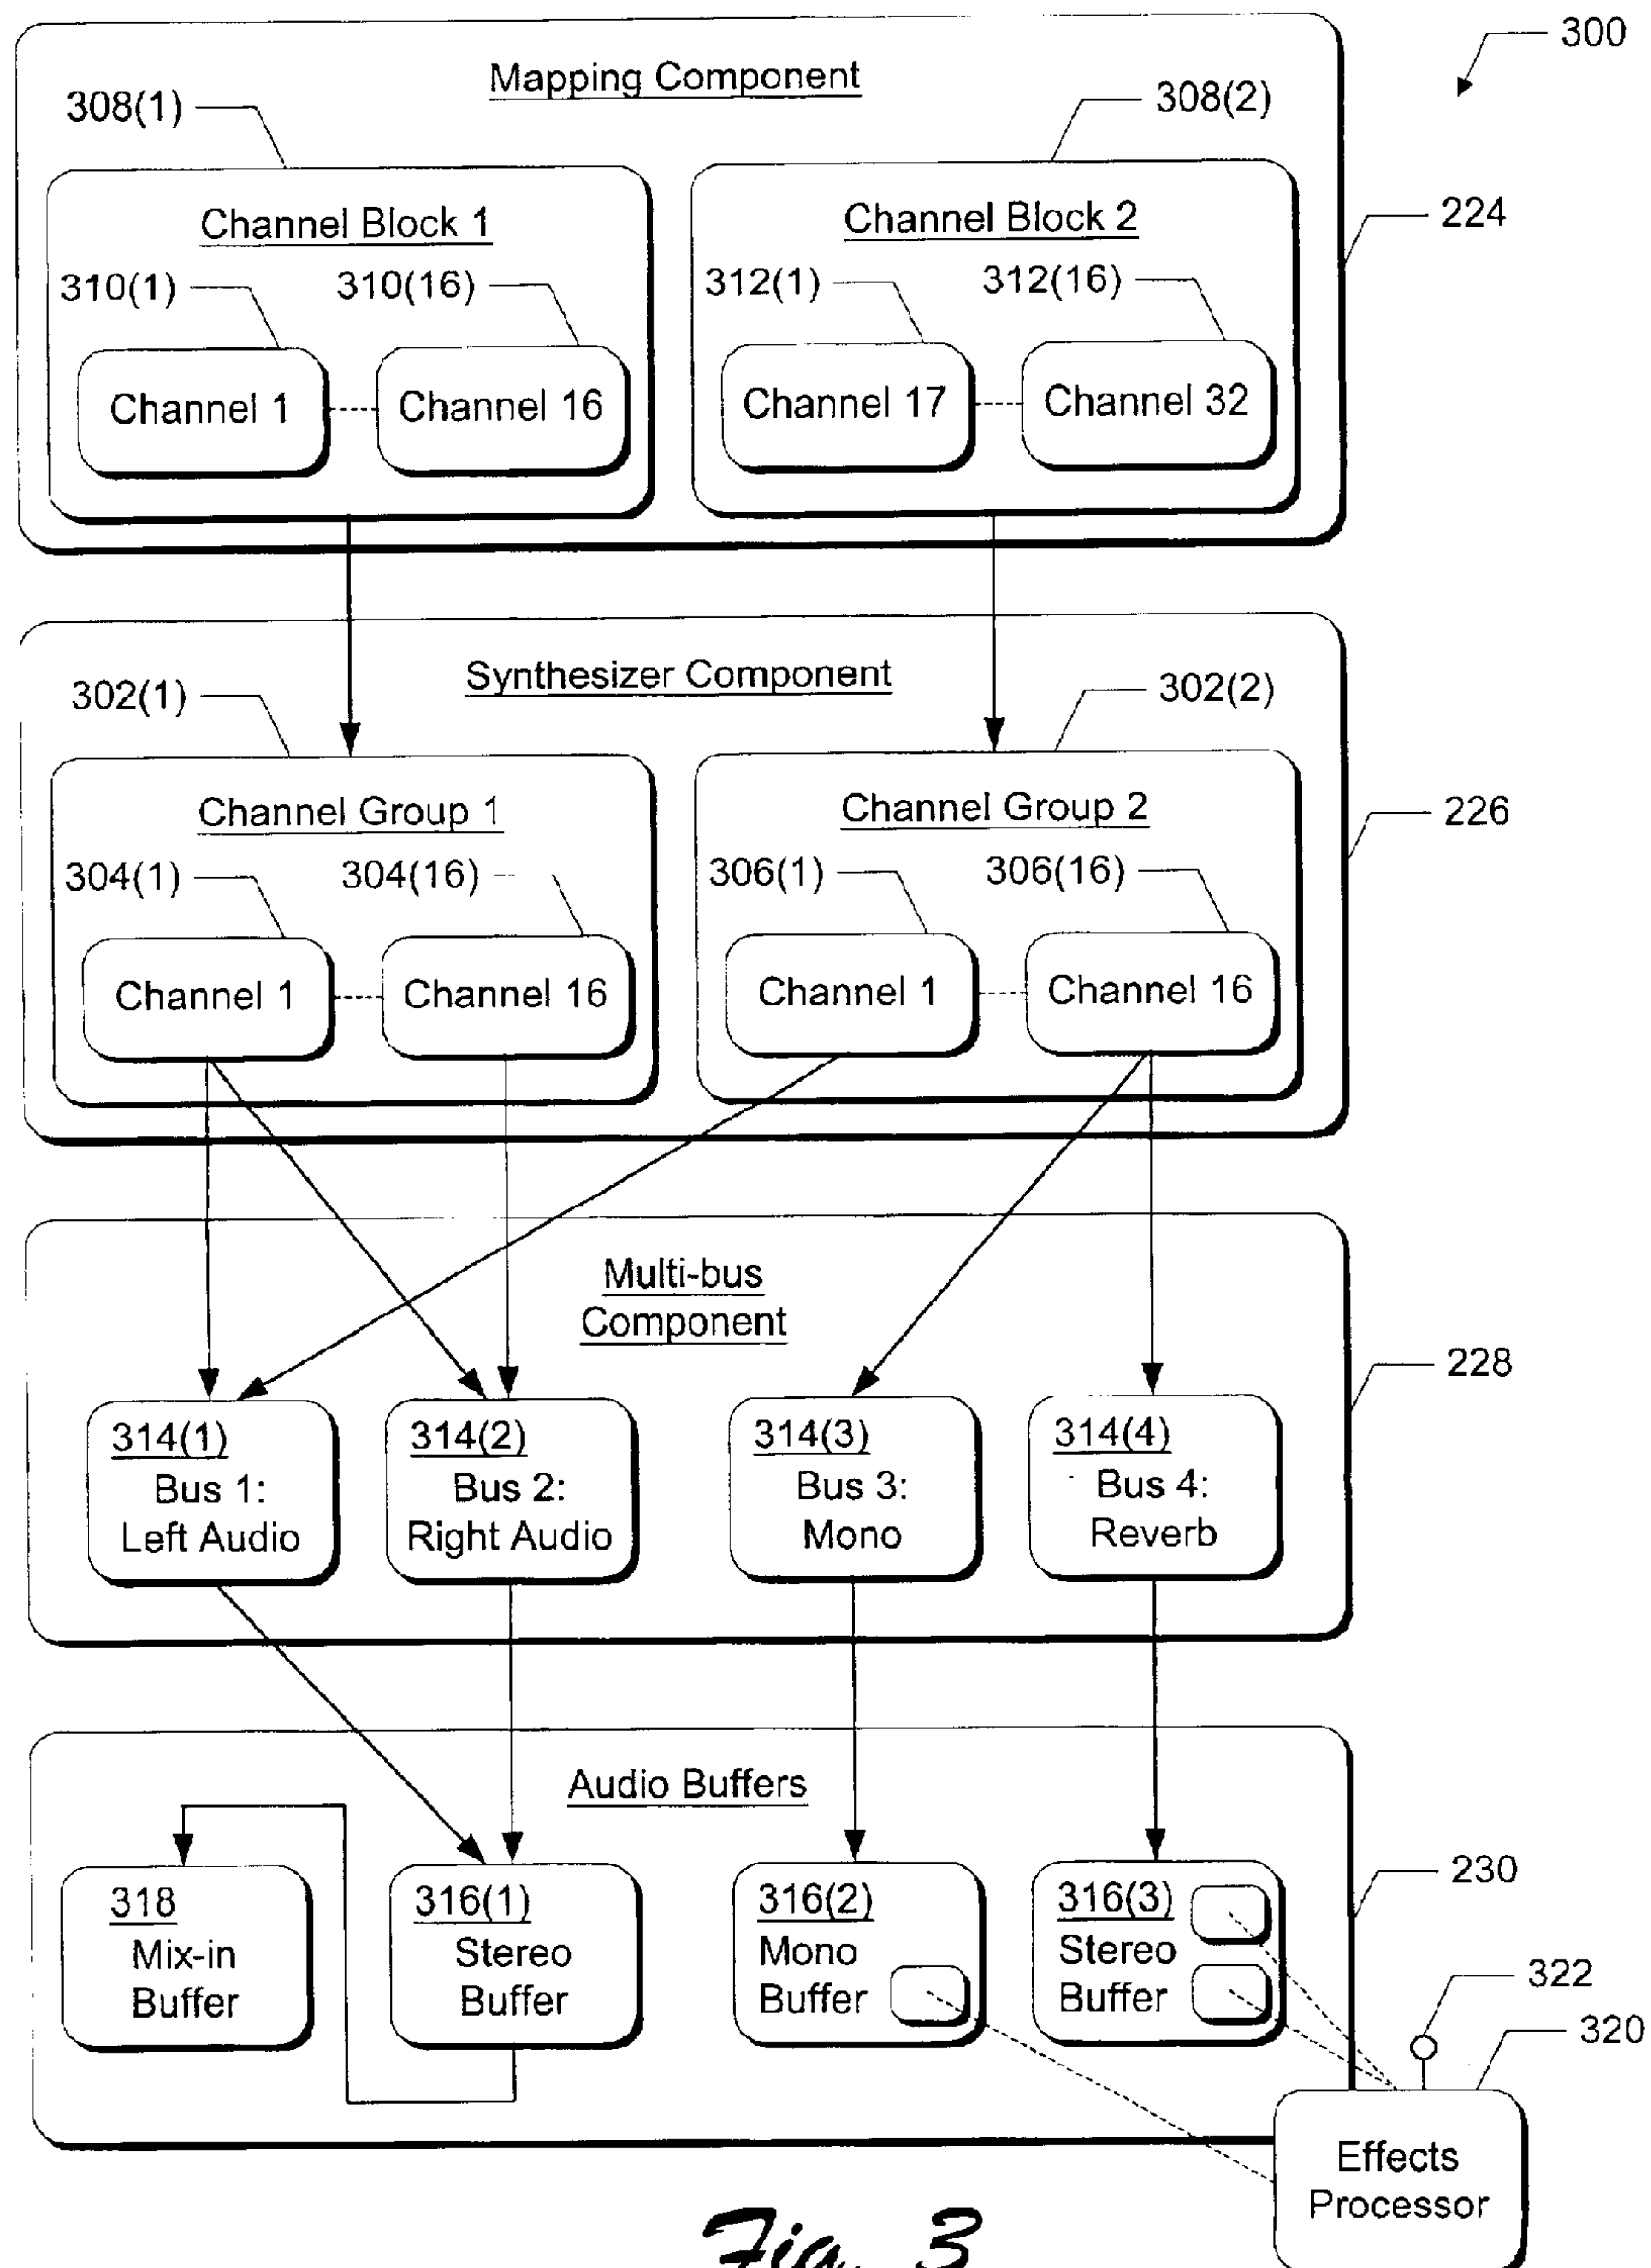 300
Mapping Component
308(1)
308(2)
224
Channel Block 1
Channel Block 2
310(1)
310(16)
312(1)
312(16)
Channel 1
Channel 16
Channel 17
Channel 32
Synthesizer Component
302(1)
302(2)
226
Channel Group 1
Channel Group 2
304(1)
304(16)
306(1)
306(16)
Channel 1
Channel 16
Channel 1
Channel 16
Multi-bus
Component
228
314(1)
Bus 1:
Left Audio
314(2)
Bus 2:
Right Audio
314(3)
Bus 3:
Mono
314(4)
Bus 4:
Reverb
Audio Buffers
230
318
Mix-in
Buffer
316(1)
Stereo
Buffer
316(2)
Mono
Buffer
316(3)
Stereo
Buffer
322
320
Effects
Processor
Fig. 3